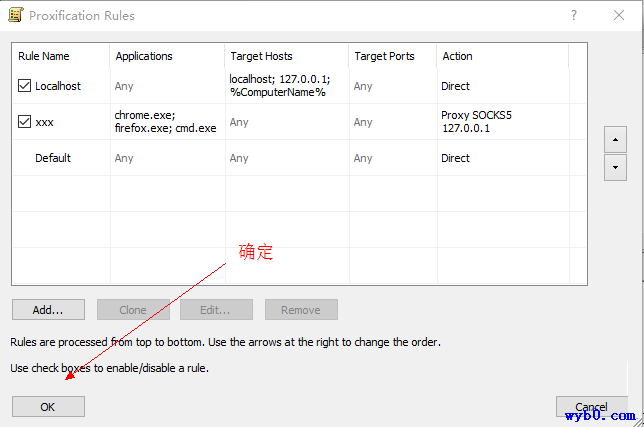 Proxification Rules
Rule Name Applications Target Hosts Target Ports Action
Localhost Any localhost; 127.0.0.1; %ComputerName% Any Direct
xxx chrome.exe; firefox.exe; cmd.exe Any Any Proxy SOCKS5 127.0.0.1
Default Any Any Any Direct
确定
Add... Clone Edit... Remove
Rules are processed from top to bottom. Use the arrows at the right to change the order.
Use check boxes to enable/disable a rule.
OK Cancel
wyb0.com